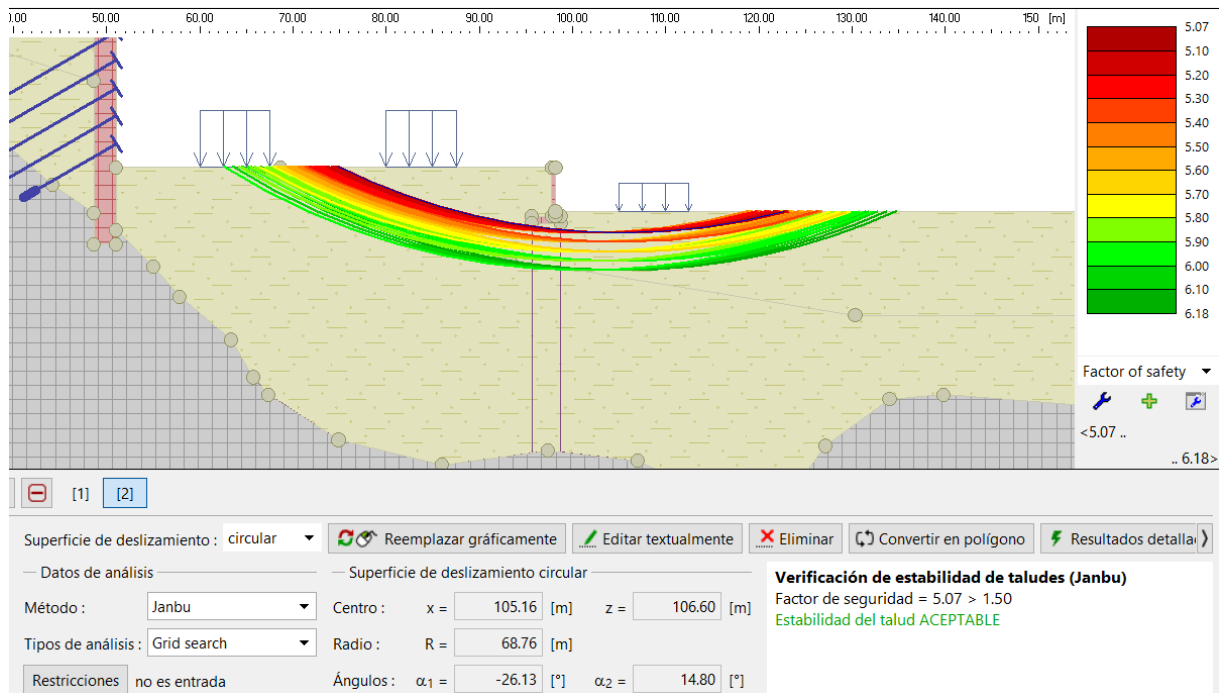 0.00 50.00 60.00 70.00 80.00 90.00 100.00 110.00 120.00 130.00 140.00 150 [m]
5.07
5.10
5.20
5.30
5.40
5.50
5.60
5.70
5.80
5.90
6.00
6.10
6.18
Factor of safety
<5.07 ..
.. 6.18>
[1] [2]
Superficie de deslizamiento : circular Reemplazar gráficamente Editar textualmente Eliminar Convertir en polígono Resultados detalla
Datos de análisis
Método : Janbu
Tipos de análisis : Grid search
Restricciones no es entrada
Superficie de deslizamiento circular
Centro : x = 105.16 [m] z = 106.60 [m]
Radio : R = 68.76 [m]
Ángulos : α1 = -26.13 [°] α2 = 14.80 [°]
Verificación de estabilidad de taludes (Janbu)
Factor de seguridad = 5.07 > 1.50
Estabilidad del talud ACEPTABLE